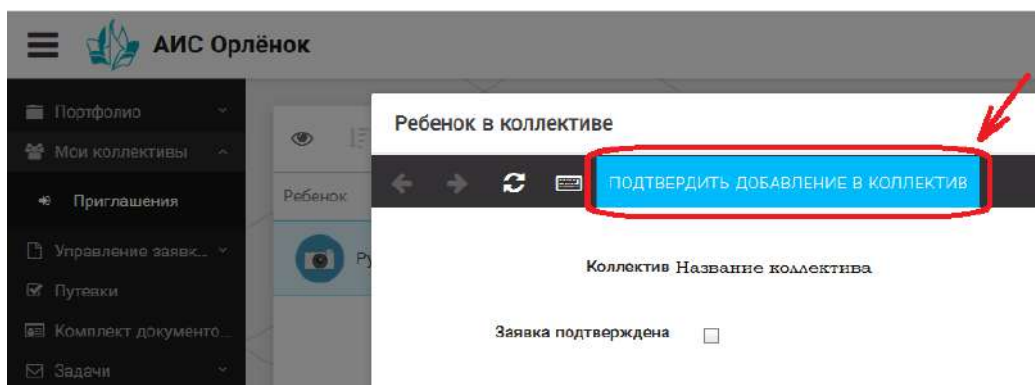 АИС Орлёнок
Портфолио
Мои коллективы
Приглашения
Управление заявк...
Путевки
Комплект документо...
Задачи
Ребенок
Ру
Ребенок в коллективе
ПОДТВЕРДИТЬ ДОБАВЛЕНИЕ В КОЛЛЕКТИВ
Коллектив Название коллектива
Заявка подтверждена